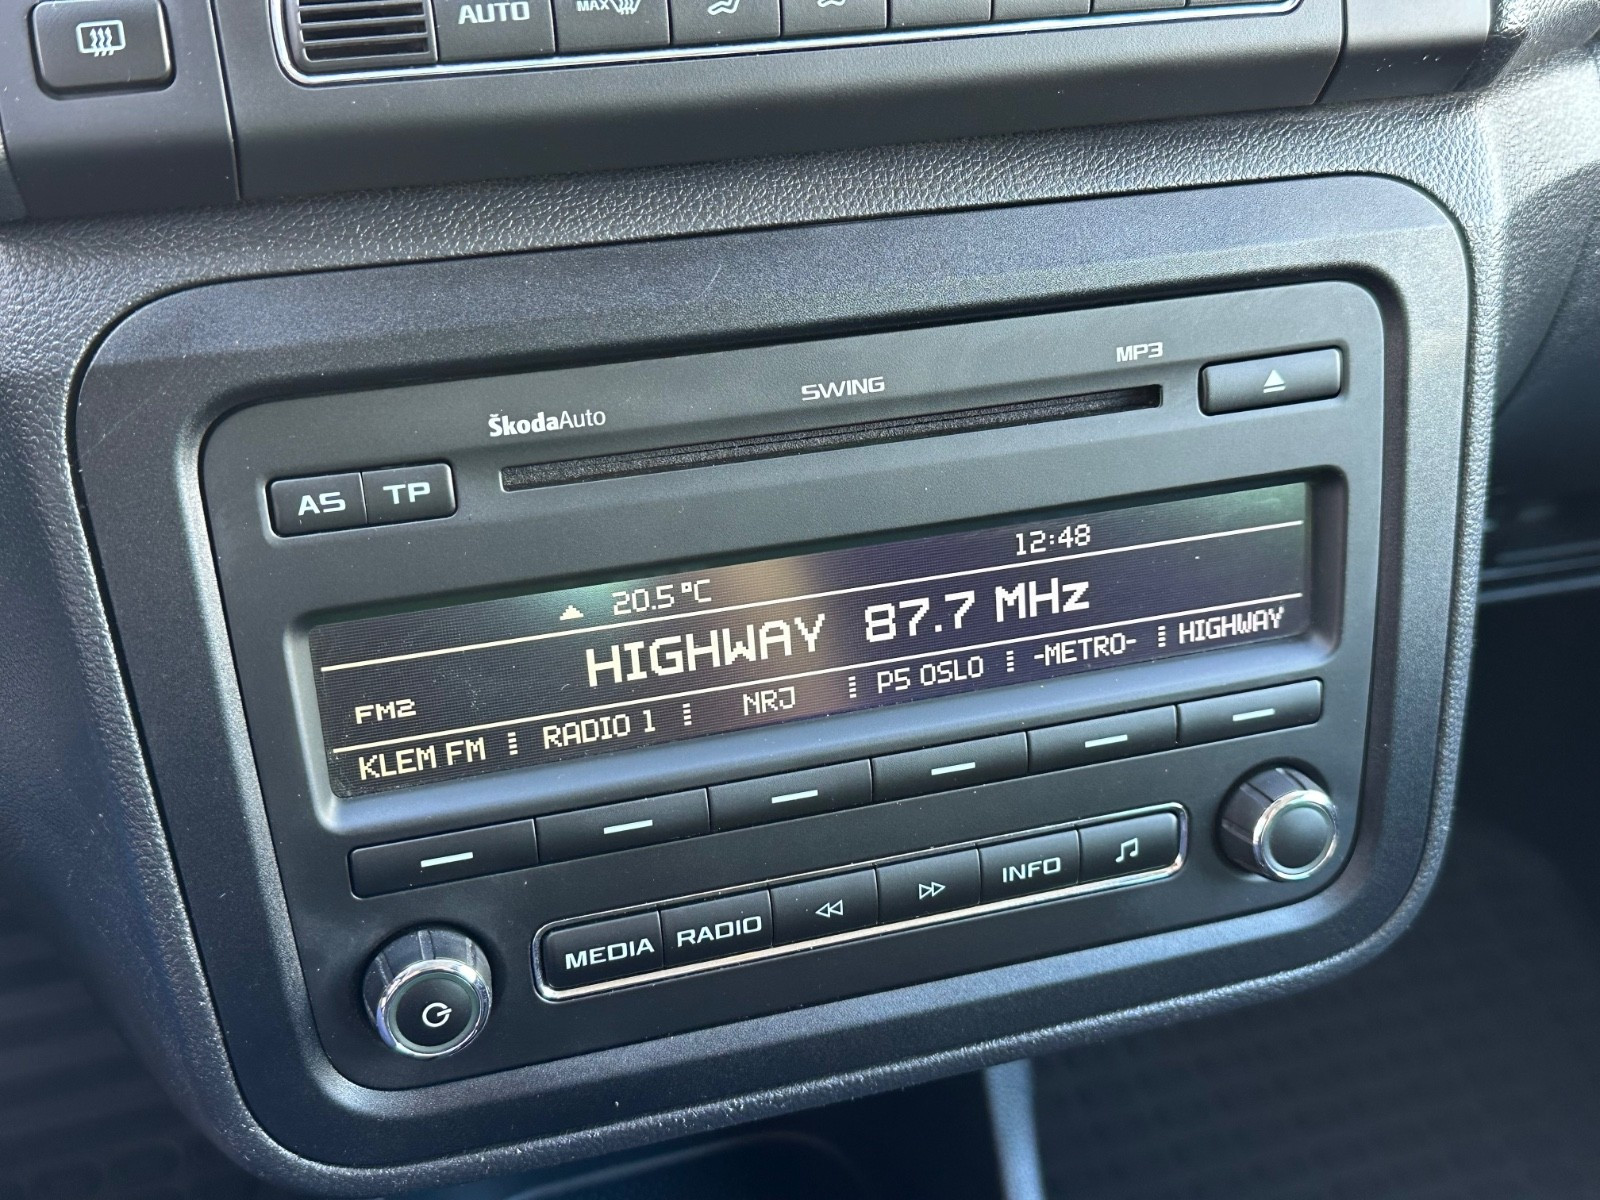 AUTO MAX
MP3
SWING
ŠkodaAuto
AS TP
12:48
20.5 °C
HIGHWAY 87.7 MHz
FM2
KLEM FM RADIO 1 NRJ P5 OSLO -METRO- HIGHWAY
MEDIA RADIO INFO